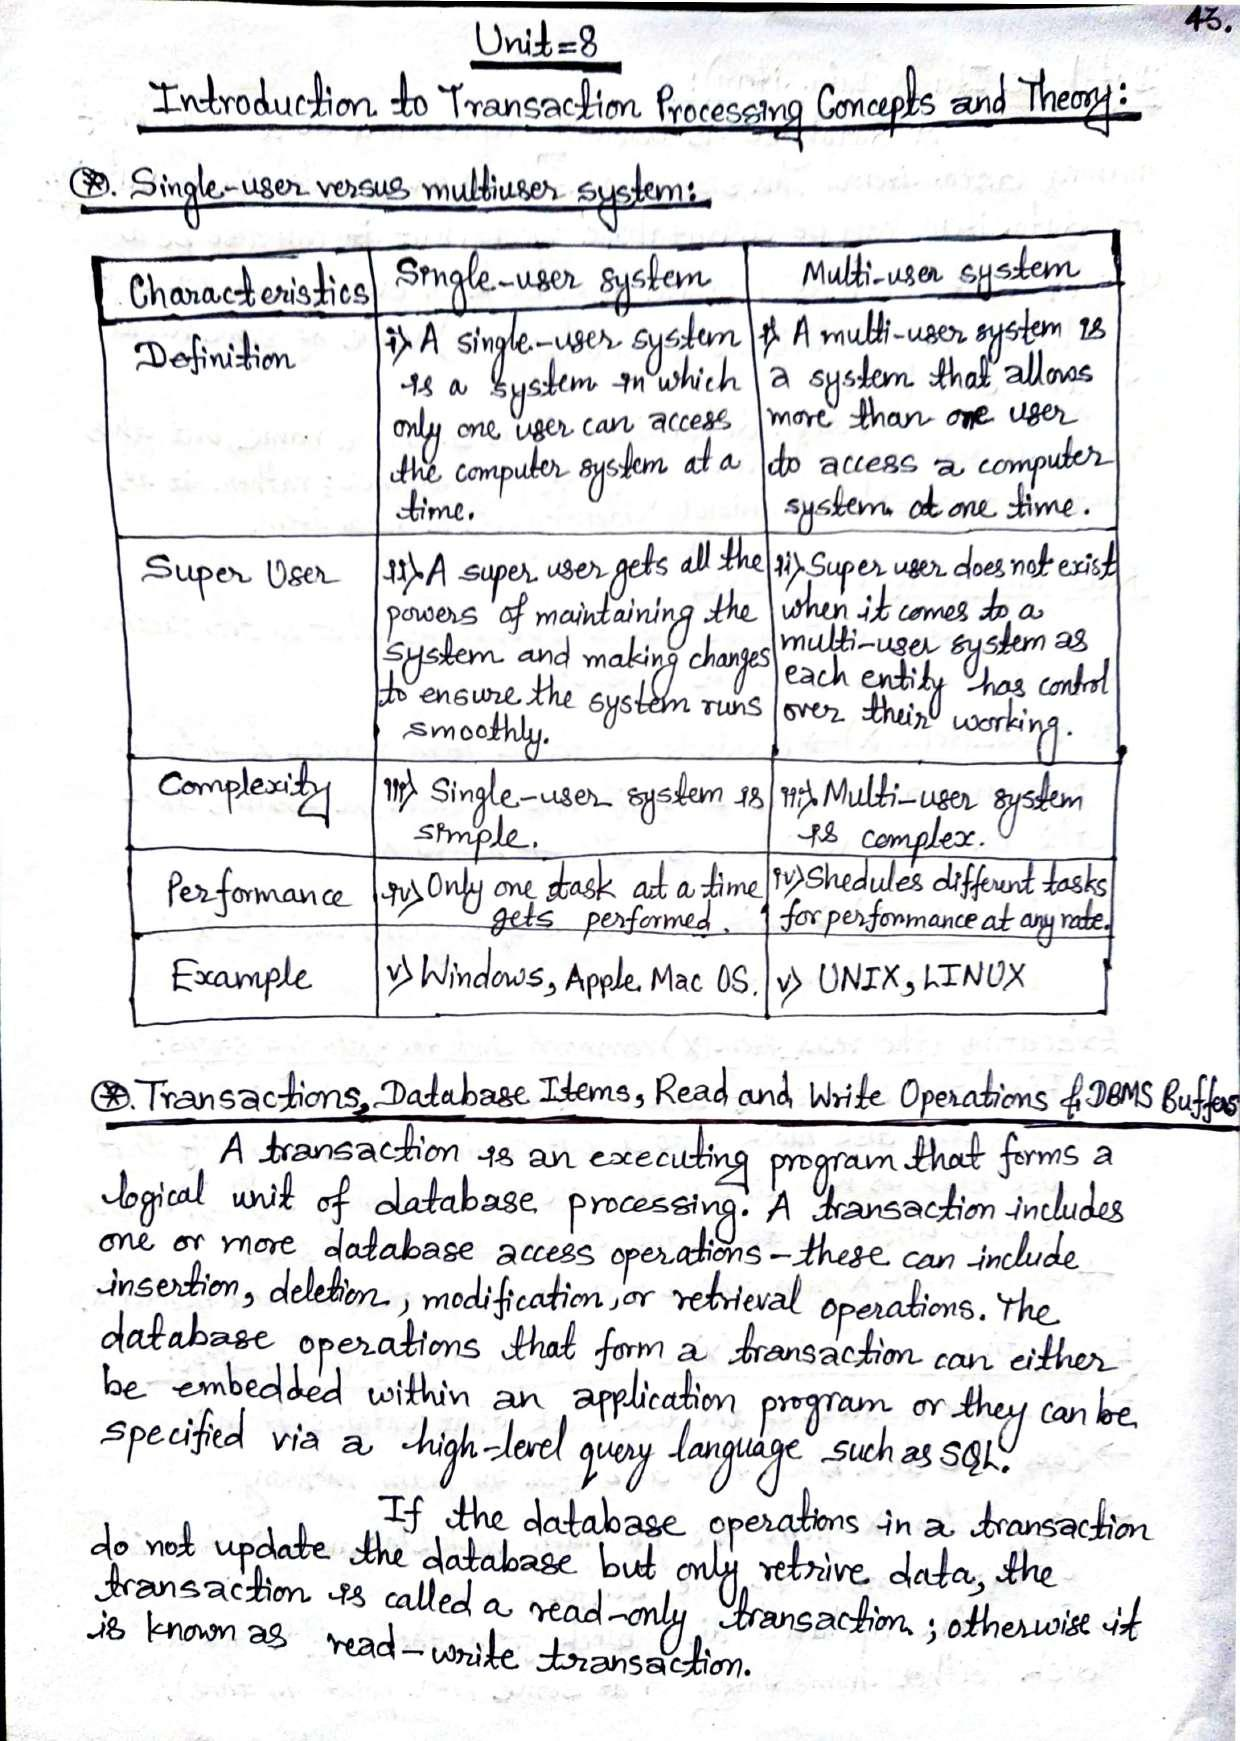 43.
Unit=8
Introduction to Transaction Processing Concepts and Theory:
⊛. Single-user versus multiuser system:
Characteristics
Single-user system
Multi-user system
Definition
i) A single-user system
is a system in which
only one user can access
the computer system at a
time.
i) A multi-user system is
a system that allows
more than one user
to access a computer
system at one time.
Super User
ii) A super user gets all the
powers of maintaining the
system and making changes
to ensure the system runs
smoothly.
ii) Super user does not exist
when it comes to a
multi-user system as
each entity has control
over their working.
Complexity
iii) Single-user system is
simple.
iii) Multi-user system
is complex.
Performance
iv) Only one task at a time
gets performed.
iv) Shedules different tasks
for performance at any rate.
Example
v) Windows, Apple Mac OS.
v) UNIX, LINUX
⊛. Transactions, Database Items, Read and Write Operations & DBMS Buffers
A transaction is an executing program that forms a
logical unit of database processing. A transaction includes
one or more database access operations – these can include
insertion, deletion, modification, or retrieval operations. The
database operations that form a transaction can either
be embedded within an application program or they can be
specified via a high-level query language such as SQL.
If the database operations in a transaction
do not update the database but only retrive data, the
transaction is called a read-only transaction; otherwise it
is known as read-write transaction.